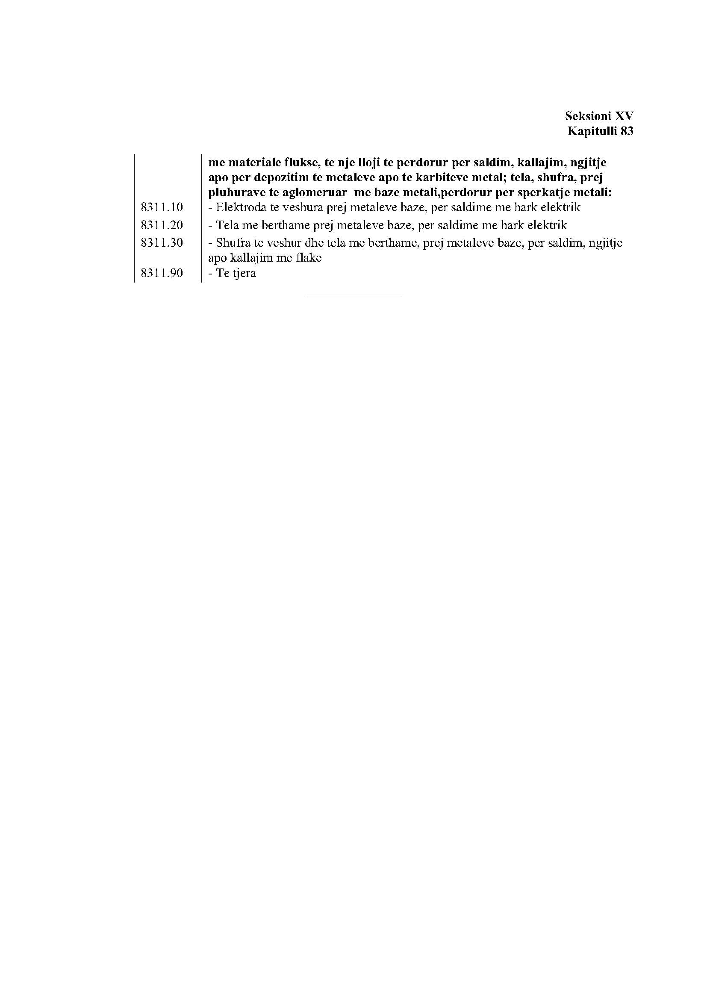 Seksioni XV
Kapitulli 83
me materiale flukse, te nje lloji te perdorur per saldim, kallajim, ngjitje
apo per depozitim te metaleve apo te karbiteve metal; tela, shufra, prej
pluhurave te aglomeruar  me baze metali,perdorur per sperkatje metali:
8311.10 - Elektroda te veshura prej metaleve baze, per saldime me hark elektrik
8311.20 - Tela me berthame prej metaleve baze, per saldime me hark elektrik
8311.30 - Shufra te veshur dhe tela me berthame, prej metaleve baze, per saldim, ngjitje
apo kallajim me flake
8311.90 - Te tjera